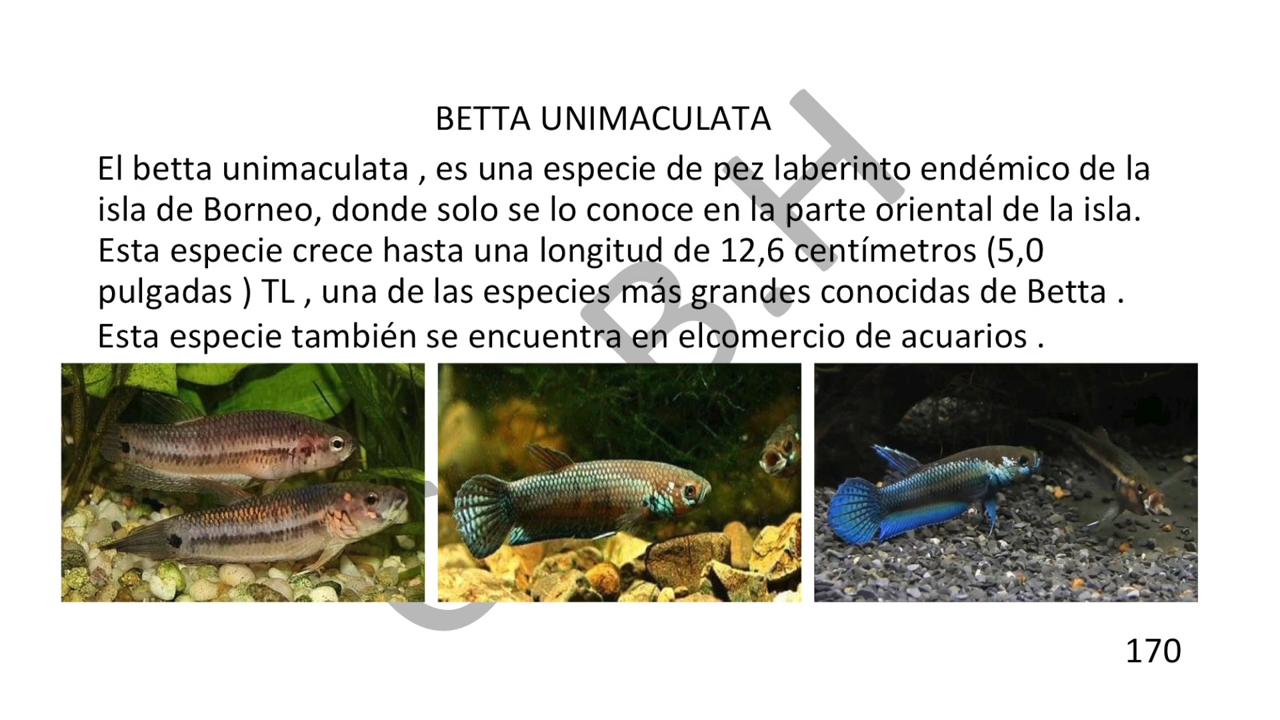 BETTA UNIMACULATA
El betta unimaculata , es una especie de pez laberinto endémico de la
isla de Borneo, donde solo se lo conoce en la parte oriental de la isla.
Esta especie crece hasta una longitud de 12,6 centímetros (5,0
pulgadas ) TL , una de las especies más grandes conocidas de Betta .
Esta especie también se encuentra en elcomercio de acuarios .
170